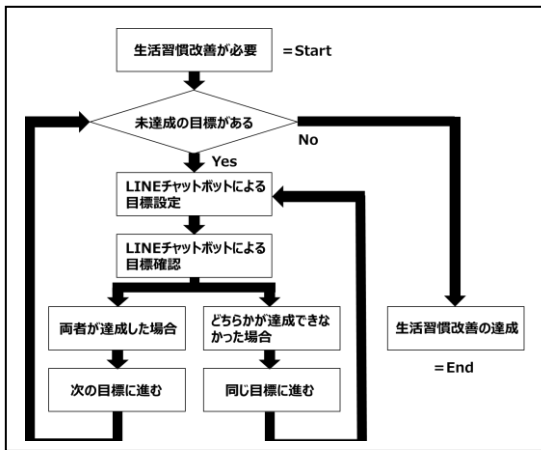 生活習慣改善が必要
=Start
未達成の目標がある
No
Yes
LINEチャットボットによる
目標設定
LINEチャットボットによる
目標確認
両者が達成した場合
どちらかが達成できな
かった場合
生活習慣改善の達成
=End
次の目標に進む
同じ目標に進む